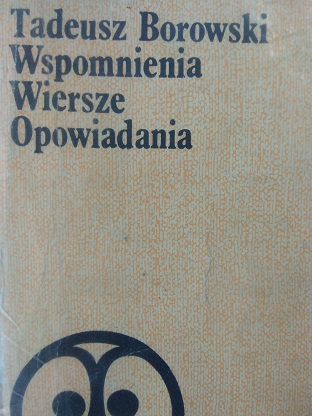 Tadeusz Borowski
Wspomnienia
Wiersze
Opowiadania